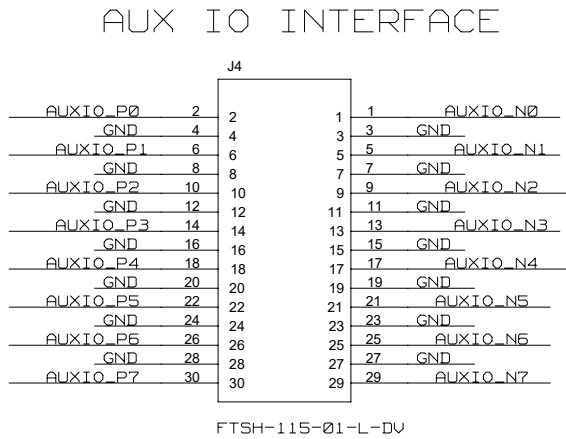 AUX IO INTERFACE
J4
AUXIO_P0 2 2 1 1 AUXIO_N0
GND 4 4 3 3 GND
AUXIO_P1 6 6 5 5 AUXIO_N1
GND 8 8 7 7 GND
AUXIO_P2 10 10 9 9 AUXIO_N2
GND 12 12 11 11 GND
AUXIO_P3 14 14 13 13 AUXIO_N3
GND 16 16 15 15 GND
AUXIO_P4 18 18 17 17 AUXIO_N4
GND 20 20 19 19 GND
AUXIO_P5 22 22 21 21 AUXIO_N5
GND 24 24 23 23 GND
AUXIO_P6 26 26 25 25 AUXIO_N6
GND 28 28 27 27 GND
AUXIO_P7 30 30 29 29 AUXIO_N7
FTSH-115-01-L-DV